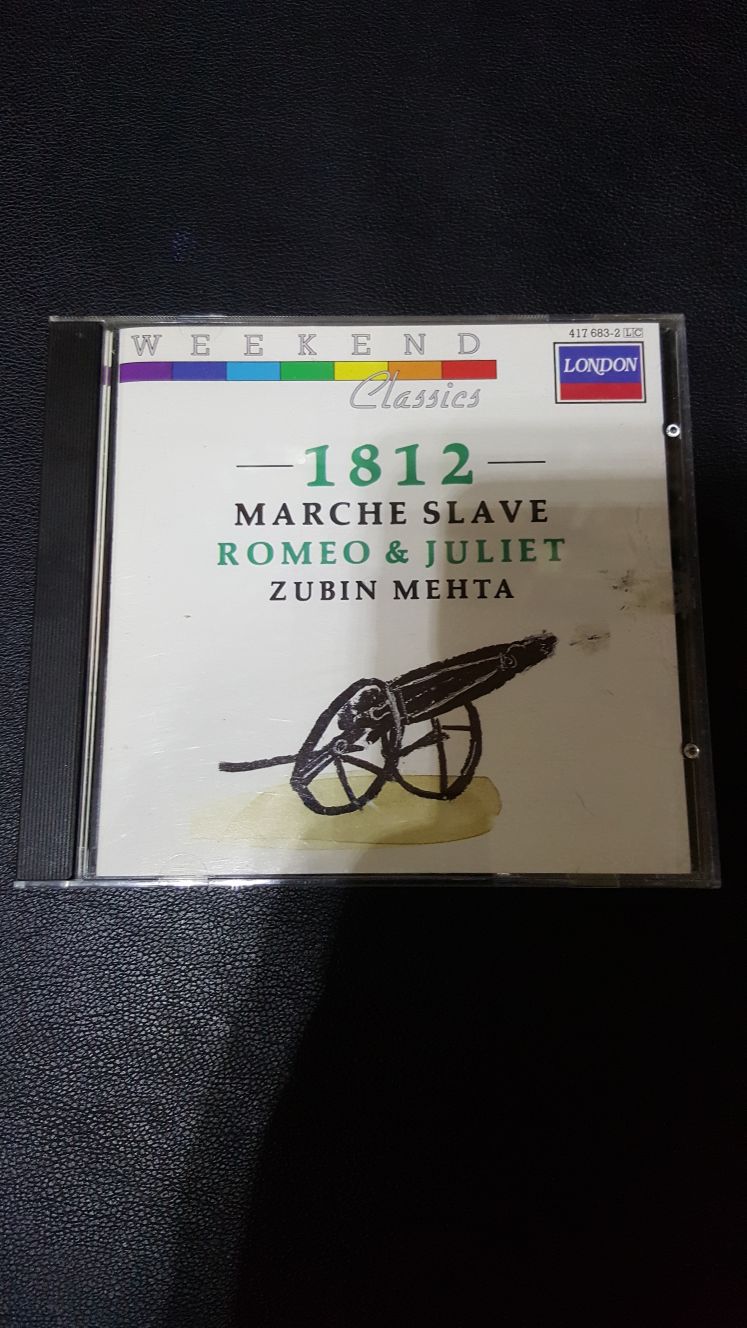 WEEKEND
Classics
417 683-2 LC
LONDON
1812
MARCHE SLAVE
ROMEO & JULIET
ZUBIN MEHTA